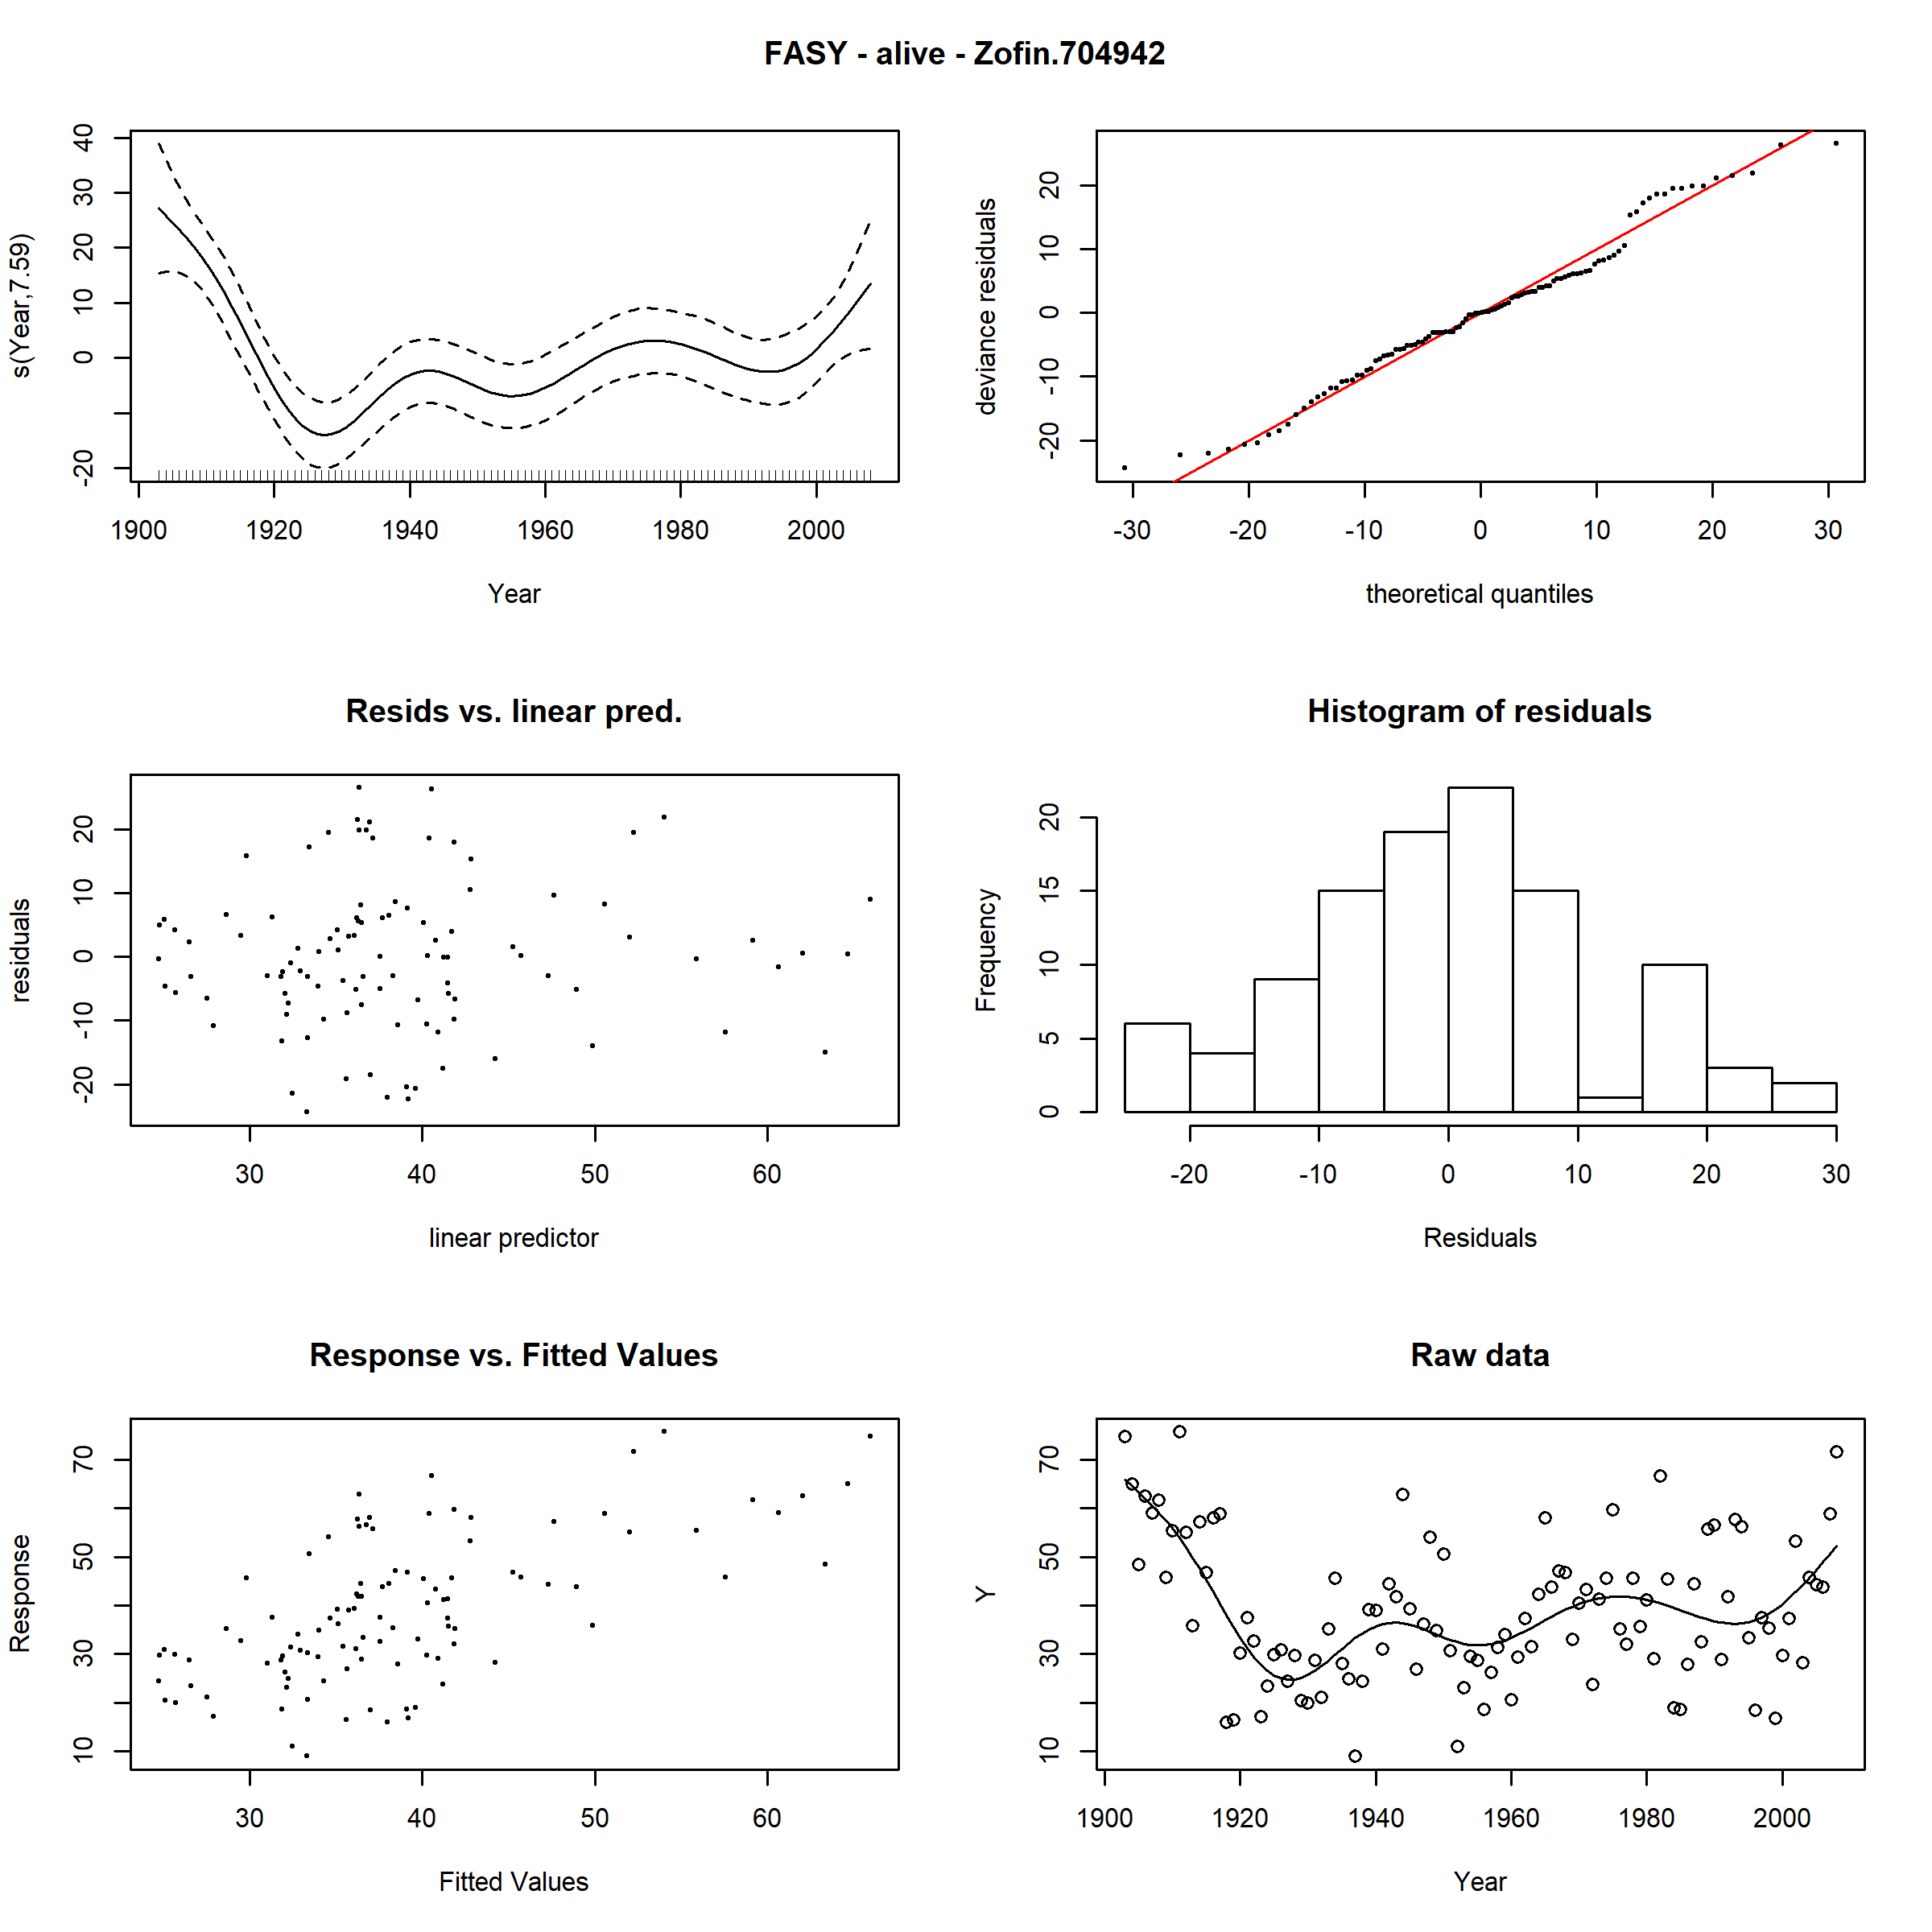 FASY - alive - Zofin.704942
s(Year,7.59)
40
30
20
10
0
-20
1900 1920 1940 1960 1980 2000
Year
deviance residuals
20
10
0
-10
-20
-30 -20 -10 0 10 20 30
theoretical quantiles
Resids vs. linear pred.
residuals
20
10
0
-10
-20
30 40 50 60
linear predictor
Histogram of residuals
Frequency
20
15
10
5
0
-20 -10 0 10 20 30
Residuals
Response vs. Fitted Values
Response
70
50
30
10
30 40 50 60
Fitted Values
Raw data
Y
70
50
30
10
1900 1920 1940 1960 1980 2000
Year